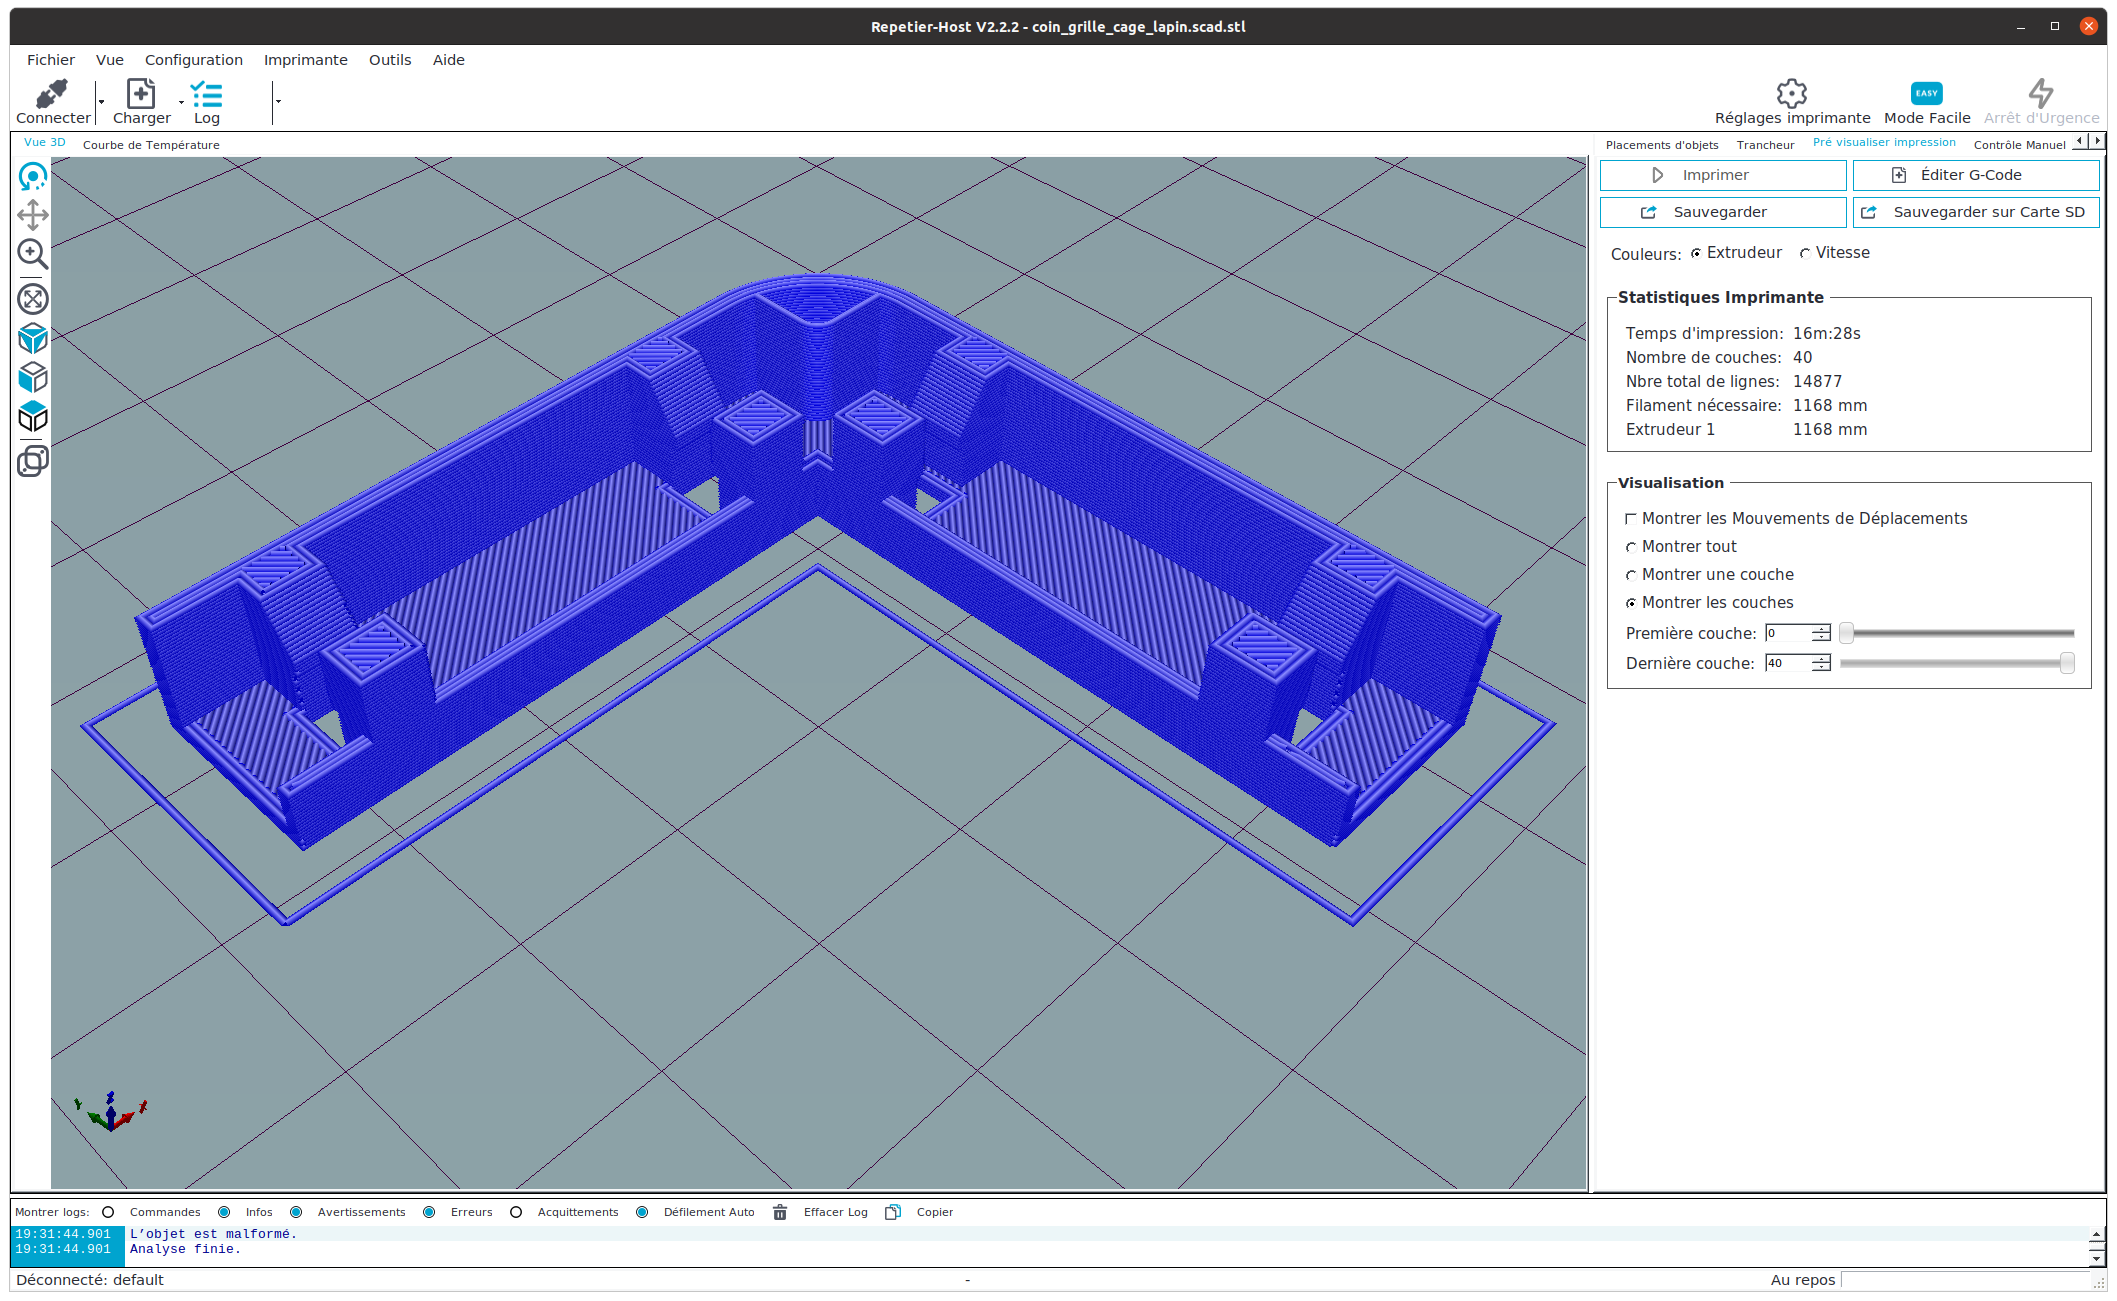 Repetier-Host V2.2.2 - coin_grille_cage_lapin.scad.stl
Fichier Vue Configuration Imprimante Outils Aide
Connecter Charger Log EASY Réglages imprimante Mode Facile Arrêt d'Urgence
Vue 3D Courbe de Température Placements d'objets Trancheur Pré visualiser impression Contrôle Manuel
Imprimer Éditer G-Code
Sauvegarder Sauvegarder sur Carte SD
Couleurs: Extrudeur Vitesse
Statistiques Imprimante
Temps d'impression: 16m:28s
Nombre de couches: 40
Nbre total de lignes: 14877
Filament nécessaire: 1168 mm
Extrudeur 1 1168 mm
Visualisation
Montrer les Mouvements de Déplacements
Montrer tout
Montrer une couche
Montrer les couches
Première couche: 0
Dernière couche: 40
Y Z X
Montrer logs: Commandes Infos Avertissements Erreurs Acquittements Défilement Auto Effacer Log Copier
19:31:44.901 L’objet est malformé.
19:31:44.901 Analyse finie.
Déconnecté: default - Au repos